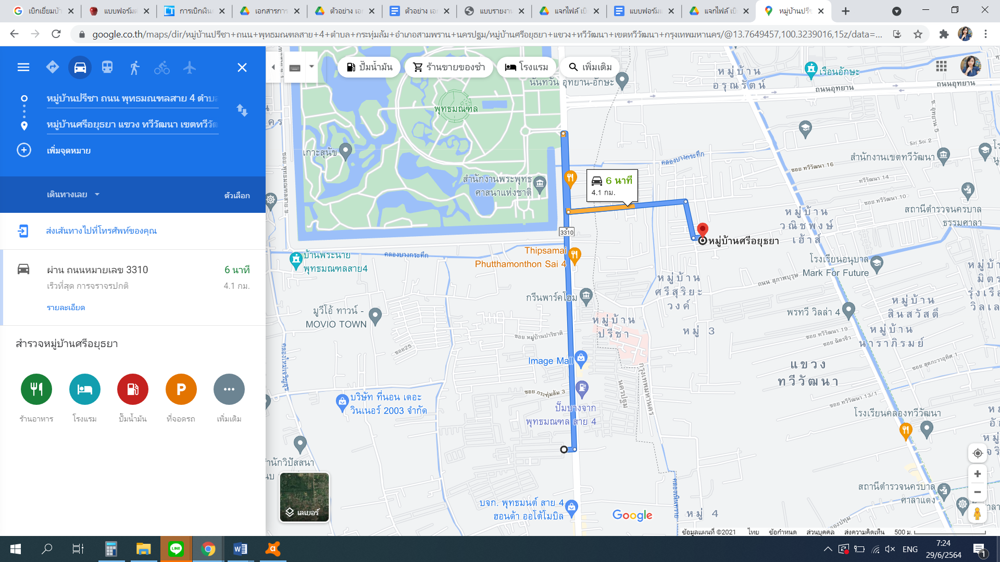 เบิกเยี่ยมบ้า
แบบฟอร์มต
การเบิกเงินเ
เอกสารการ
ตัวอย่าง เอก
ตัวอย่าง เอก
แบบรายงาน
แจกไฟล์ เบิ
แบบฟอร์มแ
แจกไฟล์ เบิ
หมู่บ้านปรีช
google.co.th/maps/dir/หมู่บ้านปรีชา+ถนน+พุทธมณฑลสาย+4+ตำบล+กระทุ่มล้ม+อำเภอสามพราน+นครปฐม/หมู่บ้านศรีอยุธยา+แขวง+ทวีวัฒนา+เขตทวีวัฒนา+กรุงเทพมหานคร/@13.7649457,100.3239016,15z/data=...
หมู่บ้านปรีชา ถนน พุทธมณฑลสาย 4 ตำบล
หมู่บ้านศรีอยุธยา แขวง ทวีวัฒนา เขตทวีวัฒ
เพิ่มจุดหมาย
เดินทางเลย
ตัวเลือก
ส่งเส้นทางไปที่โทรศัพท์ของคุณ
ผ่าน ถนนหมายเลข 3310
6 นาที
เร็วที่สุด การจราจรปกติ
4.1 กม.
รายละเอียด
สำรวจหมู่บ้านศรีอยุธยา
ร้านอาหาร
โรงแรม
ปั๊มน้ำมัน
ที่จอดรถ
เพิ่มเติม
ปั๊มน้ำมัน
ร้านขายของชำ
โรงแรม
เพิ่มเติม
นันทวัน อุทยาน-อักษะ
หมู่บ้าน
อรุณรัตน์
เรือนอักษะ
ถนนอุทยาน
ถนนอุทยาน
พุทธมณฑล
ซ. อุทยาน 5
เกาะสุนัข
คลองบางกระทึก
Siri Soi 2
สำนักงานเขตทวีวัฒนา
ซอย ทวีวัฒนา 16
ทวีวัฒนา 14
ซอย ทวีวัฒนา 10
สำนักงานพระพุทธ
ศาสนาแห่งชาติ
6 นาที
4.1 กม.
หมู่บ้าน
วณิชพงษ์
เฮ้าส์
สถานีตำรวจนครบาล
ธรรมศาลา
3310
หมู่บ้านศรีอยุธยา
Thipsamai
Phutthamonthon Sai 4
คลองบางกระทึก
บ้านพระนาย
พุทธมณฑลสาย4
โรงเรียนอนุบาล
Mark For Future
หมู่บ้าน
ศรีสุริยะ
วงค์
ถนน สุภาพบุรุษ
กรีนพาร์คโฮม
มูวีโอ้ ทาวน์ -
MOVIO TOWN
หมู่บ้าน
ปรีชา
หมู่ 3
พรทวี วิลล่า 4
หมู่บ้าน
สินสวัสดิ์
ซอย ทวีวัฒนา 19
ซอย ฉัตรจิว
หมู่บ้าน
นาราภิรมย์
ซอย หมู่บ้านปาริชาติ
ซอย25
Image Mall
แขวง
ทวีวัฒนา
ซอย สุดภะวาอุทิศ 1
ซอย กระทุ่มล้ม 3
นครปฐม
กรุงเทพมหานคร
บริษัท ที่นอน เดอะ
วินเนอร์ 2003 จำกัด
ปั๊มบางจาก
พุทธมณฑล สาย 4
ซอย ทวีวัฒนา 13/1
โรงเรียนคลองทวีวัฒนา
บจก. พุทธมนต์ สาย 4
ฮอนด้า ออโต้โมบิล
หมู่ 4
สถานีตำรวจนครบาล
ศาลาแดง
เลเยอร์
Google
ข้อมูลแผนที่ ©2021
ไทย
ข้อกำหนด
ส่วนบุคคล
ส่งความคิดเห็น
500 ม.
LINE
ENG
7:24
29/6/2564
1